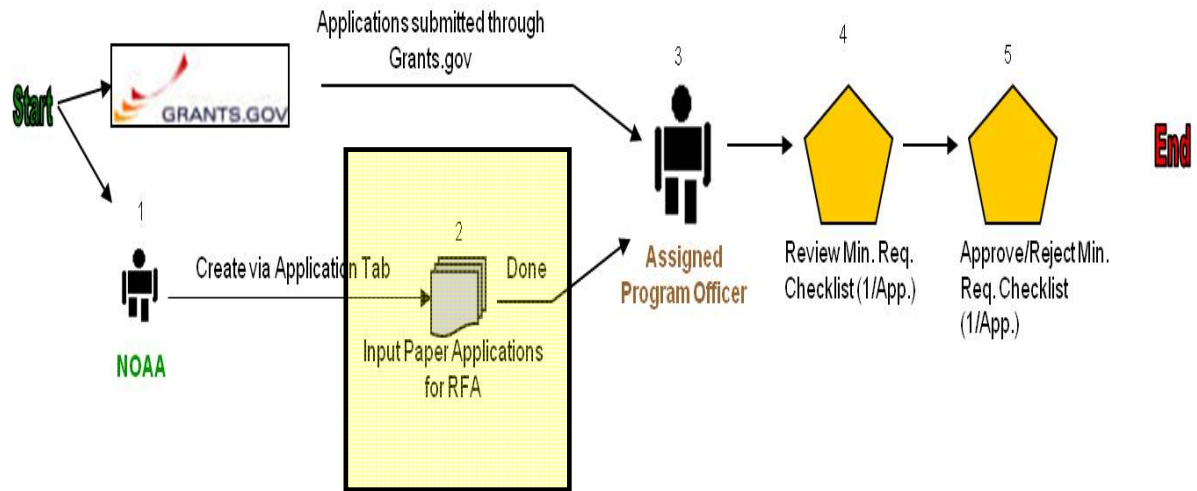 Start
GRANTS.GOV
Applications submitted through
Grants.gov
1
NOAA
Create via Application Tab
2
Input Paper Applications
for RFA
Done
3
Assigned
Program Officer
4
Review Min. Req.
Checklist (1/App.)
5
Approve/Reject Min.
Req. Checklist
(1/App.)
End